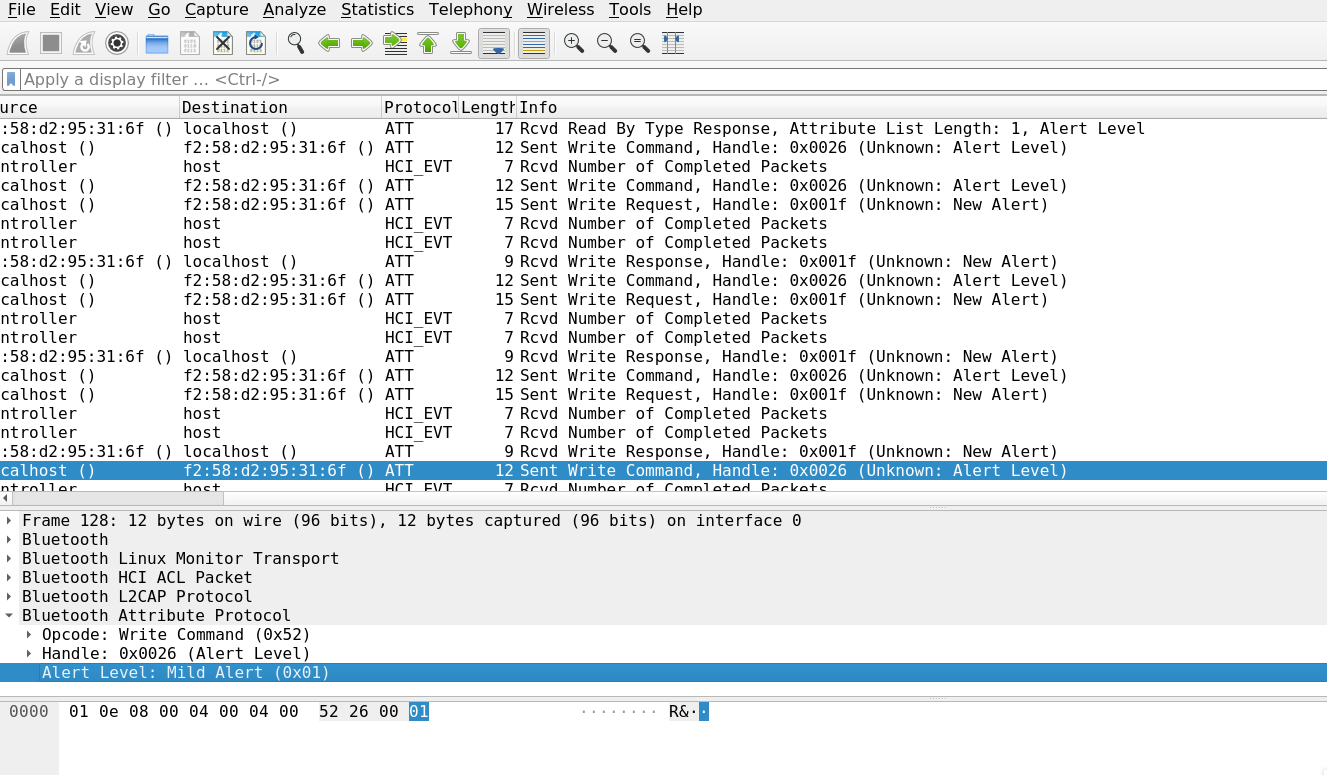 File Edit View Go Capture Analyze Statistics Telephony Wireless Tools Help
Apply a display filter … <Ctrl-/>
urce Destination Protocol Length Info
:58:d2:95:31:6f () localhost () ATT 17 Rcvd Read By Type Response, Attribute List Length: 1, Alert Level
calhost () f2:58:d2:95:31:6f () ATT 12 Sent Write Command, Handle: 0x0026 (Unknown: Alert Level)
ntroller host HCI_EVT 7 Rcvd Number of Completed Packets
calhost () f2:58:d2:95:31:6f () ATT 12 Sent Write Command, Handle: 0x0026 (Unknown: Alert Level)
calhost () f2:58:d2:95:31:6f () ATT 15 Sent Write Request, Handle: 0x001f (Unknown: New Alert)
ntroller host HCI_EVT 7 Rcvd Number of Completed Packets
ntroller host HCI_EVT 7 Rcvd Number of Completed Packets
:58:d2:95:31:6f () localhost () ATT 9 Rcvd Write Response, Handle: 0x001f (Unknown: New Alert)
calhost () f2:58:d2:95:31:6f () ATT 12 Sent Write Command, Handle: 0x0026 (Unknown: Alert Level)
calhost () f2:58:d2:95:31:6f () ATT 15 Sent Write Request, Handle: 0x001f (Unknown: New Alert)
ntroller host HCI_EVT 7 Rcvd Number of Completed Packets
ntroller host HCI_EVT 7 Rcvd Number of Completed Packets
:58:d2:95:31:6f () localhost () ATT 9 Rcvd Write Response, Handle: 0x001f (Unknown: New Alert)
calhost () f2:58:d2:95:31:6f () ATT 12 Sent Write Command, Handle: 0x0026 (Unknown: Alert Level)
calhost () f2:58:d2:95:31:6f () ATT 15 Sent Write Request, Handle: 0x001f (Unknown: New Alert)
ntroller host HCI_EVT 7 Rcvd Number of Completed Packets
ntroller host HCI_EVT 7 Rcvd Number of Completed Packets
:58:d2:95:31:6f () localhost () ATT 9 Rcvd Write Response, Handle: 0x001f (Unknown: New Alert)
calhost () f2:58:d2:95:31:6f () ATT 12 Sent Write Command, Handle: 0x0026 (Unknown: Alert Level)
ntroller host HCI_EVT 7 Rcvd Number of Completed Packets
Frame 128: 12 bytes on wire (96 bits), 12 bytes captured (96 bits) on interface 0
Bluetooth
Bluetooth Linux Monitor Transport
Bluetooth HCI ACL Packet
Bluetooth L2CAP Protocol
Bluetooth Attribute Protocol
Opcode: Write Command (0x52)
Handle: 0x0026 (Alert Level)
Alert Level: Mild Alert (0x01)
0000 01 0e 08 00 04 00 04 00 52 26 00 01 ········ R&··